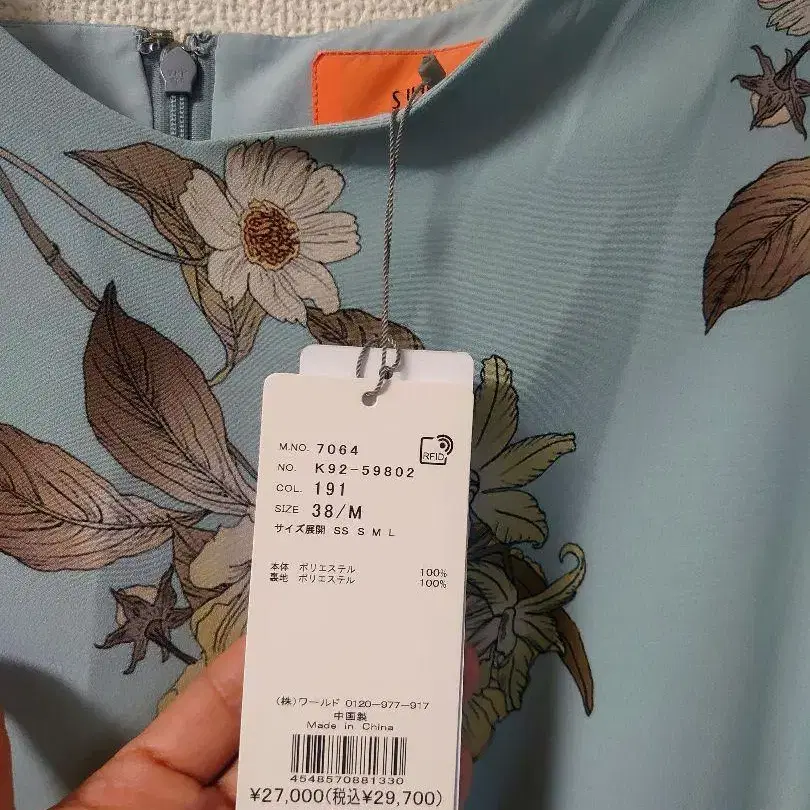 M.NO. 7064
NO. K92-59802
RFID
COL. 191
SIZE 38/M
サイズ展開 SS S M L
本体 ポリエステル 100%
裏地 ポリエステル 100%
(株)ワールド 0120-977-917
中国製
Made in China
4548570881330
¥27,000(税込¥29,700)